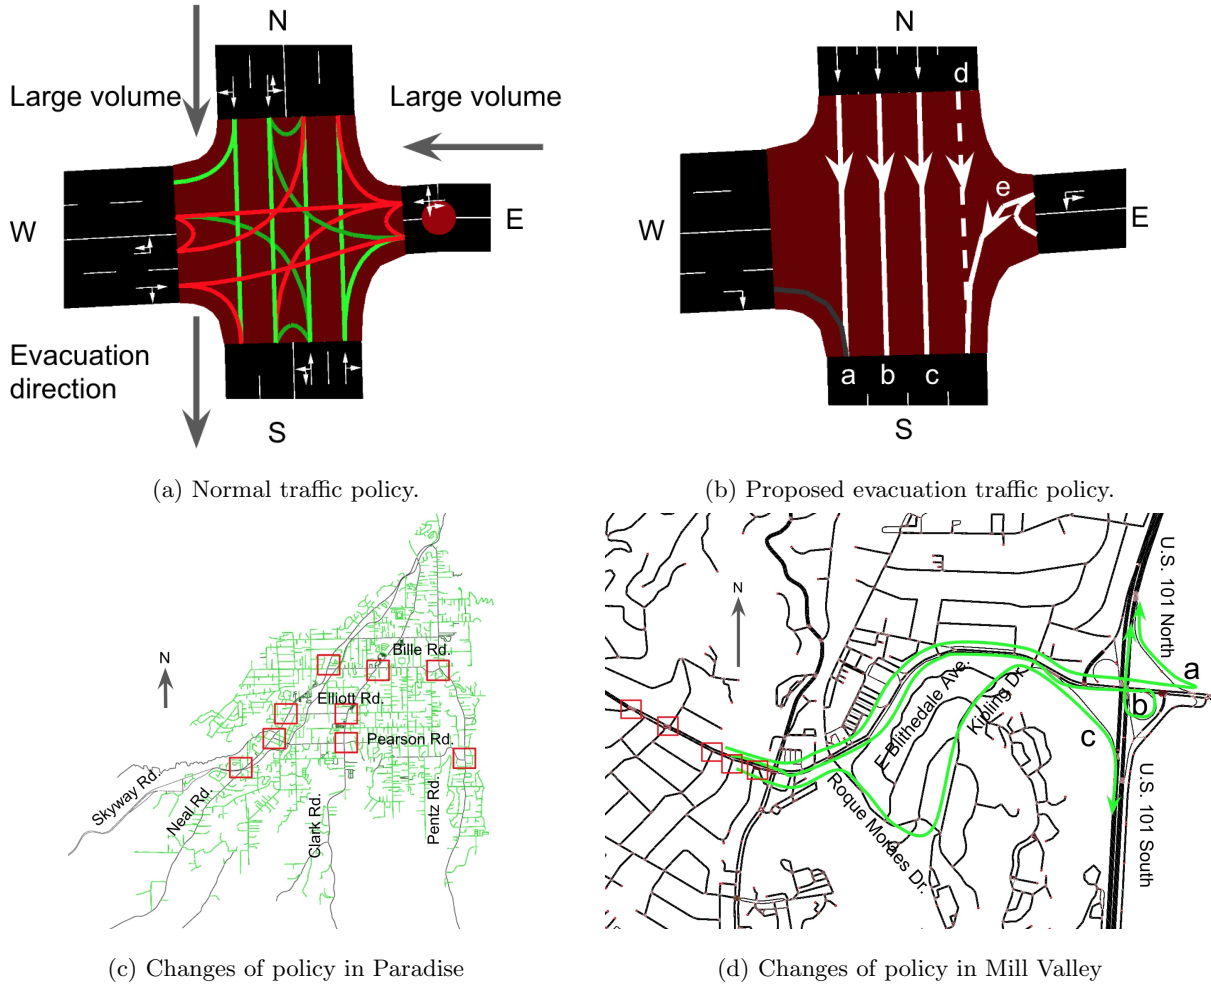 N
Large volume
Large volume
W
E
Evacuation
direction
S
(a) Normal traffic policy.
N
d
e
W
E
a
b
c
S
(b) Proposed evacuation traffic policy.
N
Bille Rd.
Elliott Rd.
Pearson Rd.
Skyway Rd.
Neal Rd.
Clark Rd.
Pentz Rd.
(c) Changes of policy in Paradise
N
U.S. 101 North
a
b
c
E Blithedale Ave.
Kipling Dr.
Roque Moraes Dr.
U.S. 101 South
(d) Changes of policy in Mill Valley